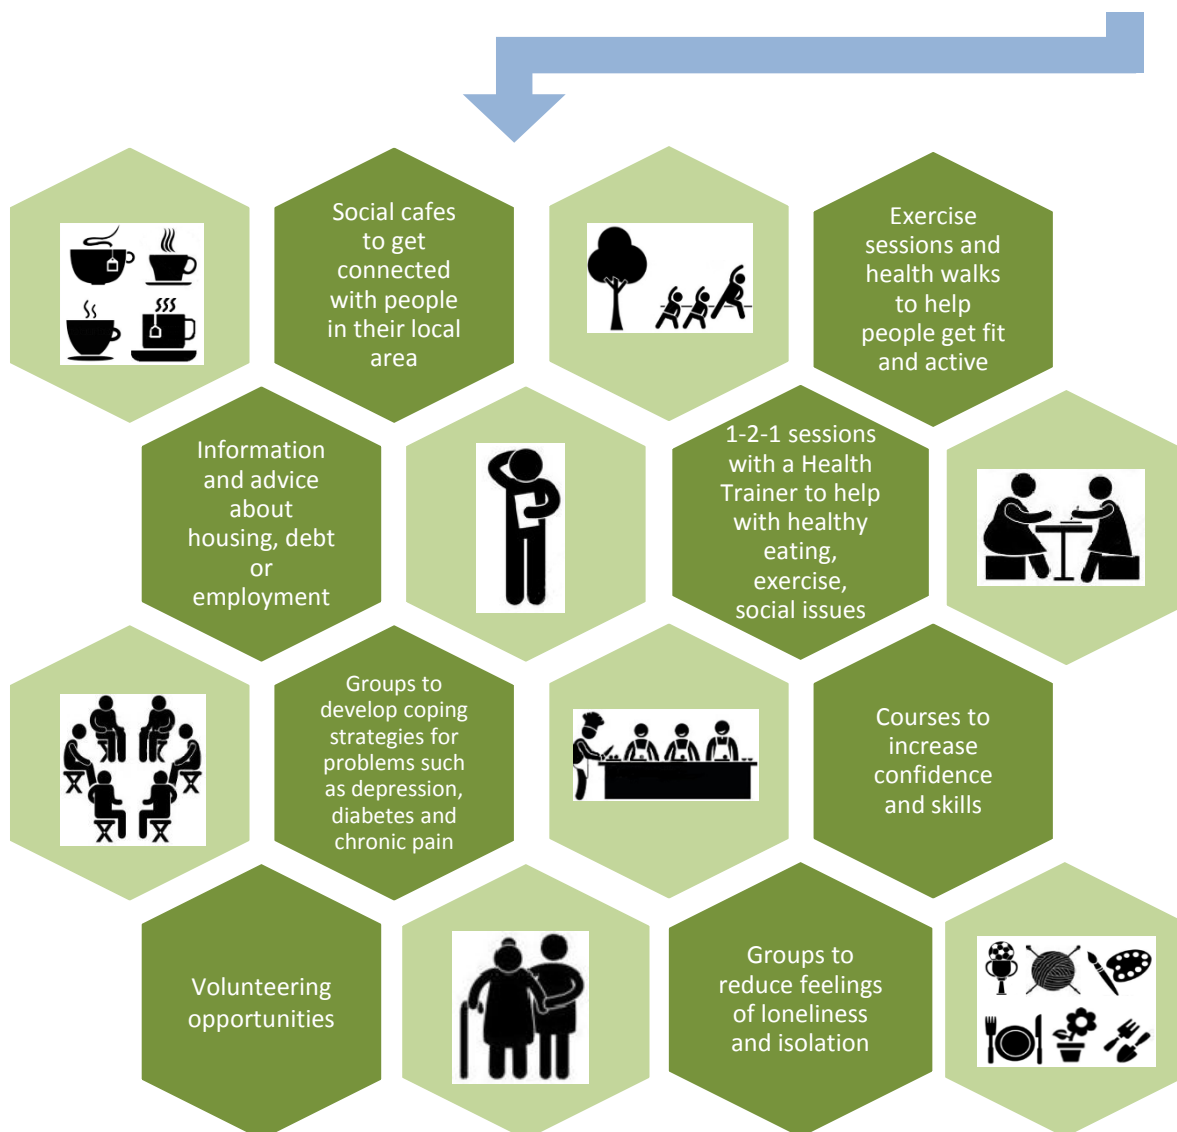 Social cafes
to get
connected
with people
in their local
area
Exercise
sessions and
health walks
to help
people get fit
and active
Information
and advice
about
housing, debt
or
employment
1-2-1 sessions
with a Health
Trainer to help
with healthy
eating,
exercise,
social issues
Groups to
develop coping
strategies for
problems such
as depression,
diabetes and
chronic pain
Courses to
increase
confidence
and skills
Volunteering
opportunities
Groups to
reduce feelings
of loneliness
and isolation